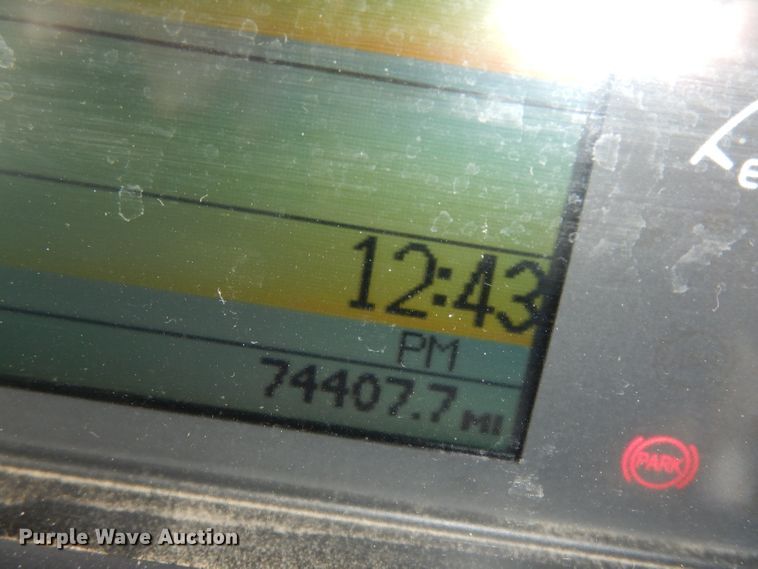 12:43
PM
74407.7 MI
PARK
Purple Wave Auction